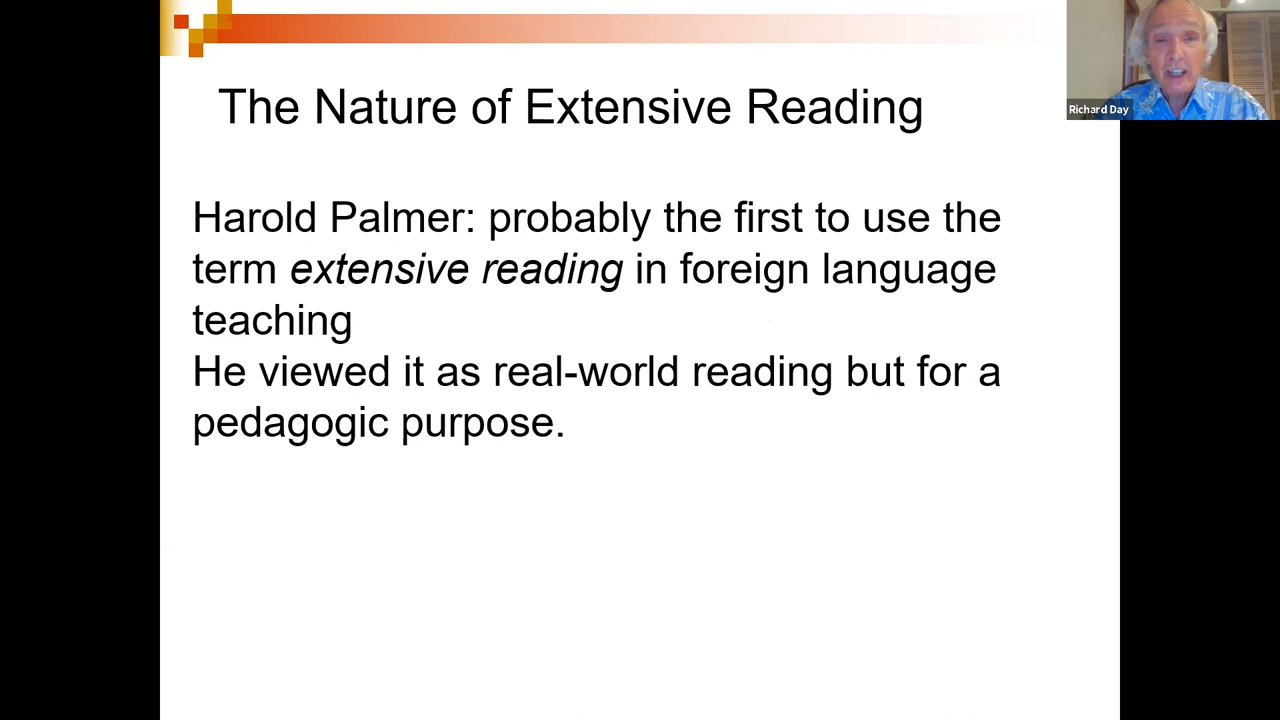 The Nature of Extensive Reading
Richard Day
Harold Palmer: probably the first to use the
term extensive reading in foreign language
teaching
He viewed it as real-world reading but for a
pedagogic purpose.